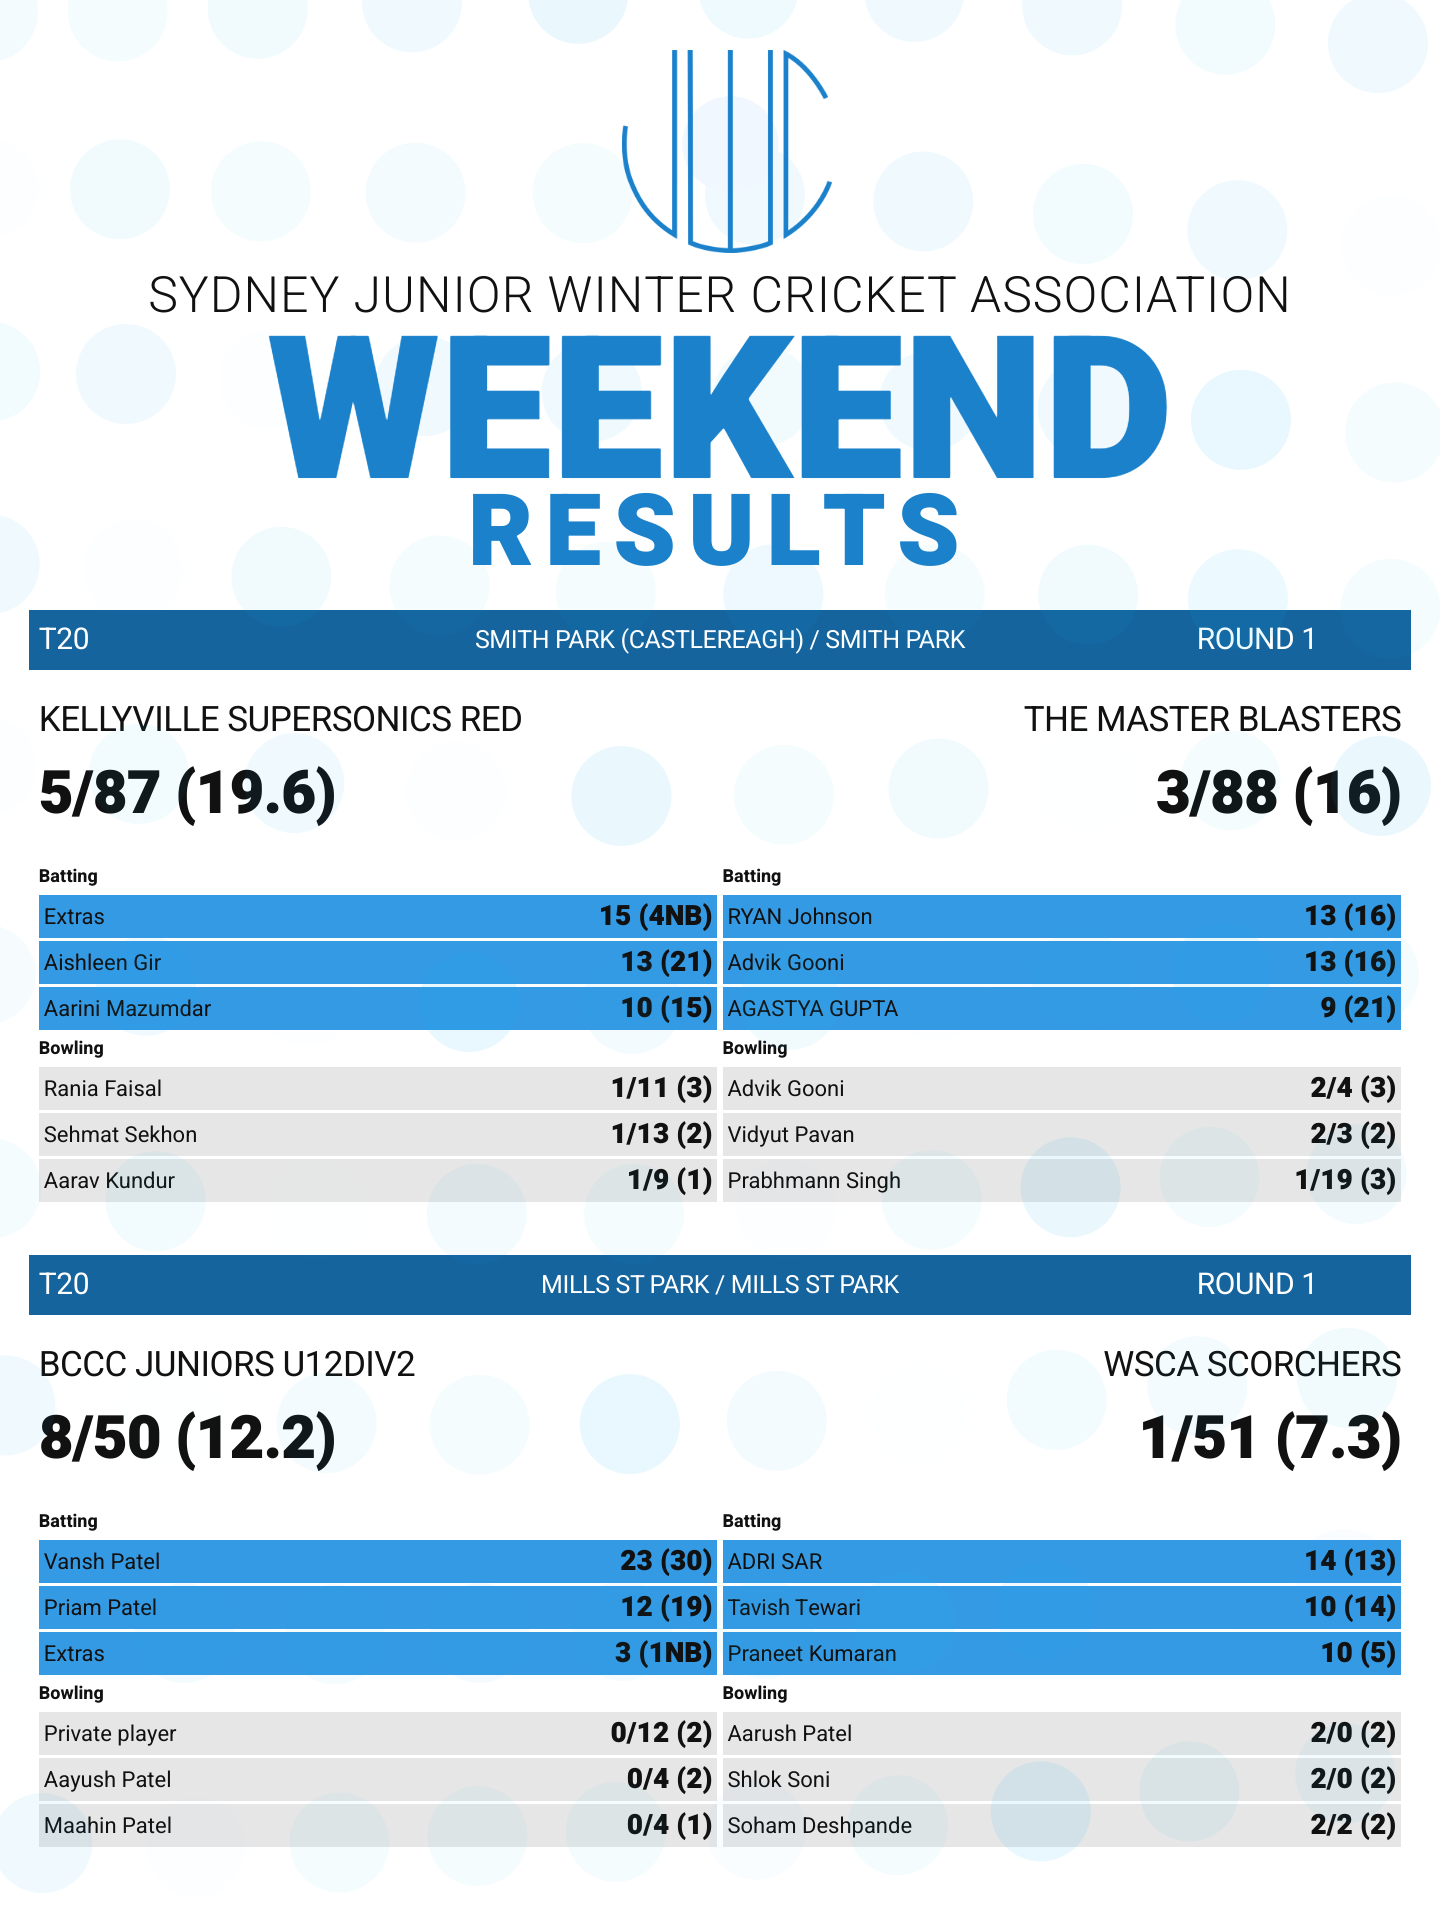 SYDNEY JUNIOR WINTER CRICKET ASSOCIATION
WEEKEND
RESULTS
T20 SMITH PARK (CASTLEREAGH) / SMITH PARK ROUND 1
KELLYVILLE SUPERSONICS RED THE MASTER BLASTERS
5/87 (19.6) 3/88 (16)
Batting Batting
Extras 15 (4NB) RYAN Johnson 13 (16)
Aishleen Gir 13 (21) Advik Gooni 13 (16)
Aarini Mazumdar 10 (15) AGASTYA GUPTA 9 (21)
Bowling Bowling
Rania Faisal 1/11 (3) Advik Gooni 2/4 (3)
Sehmat Sekhon 1/13 (2) Vidyut Pavan 2/3 (2)
Aarav Kundur 1/9 (1) Prabhmann Singh 1/19 (3)
T20 MILLS ST PARK / MILLS ST PARK ROUND 1
BCCC JUNIORS U12DIV2 WSCA SCORCHERS
8/50 (12.2) 1/51 (7.3)
Batting Batting
Vansh Patel 23 (30) ADRI SAR 14 (13)
Priam Patel 12 (19) Tavish Tewari 10 (14)
Extras 3 (1NB) Praneet Kumaran 10 (5)
Bowling Bowling
Private player 0/12 (2) Aarush Patel 2/0 (2)
Aayush Patel 0/4 (2) Shlok Soni 2/0 (2)
Maahin Patel 0/4 (1) Soham Deshpande 2/2 (2)